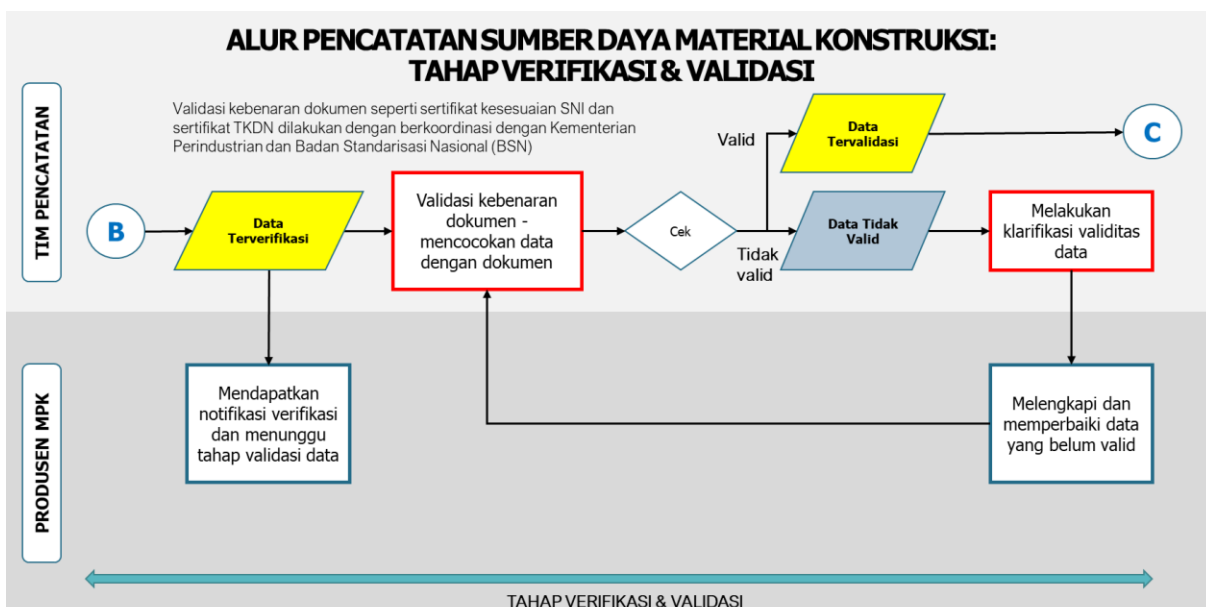 ALUR PENCATATAN SUMBER DAYA MATERIAL KONSTRUKSI:
TAHAP VERIFIKASI & VALIDASI
TIM PENCATATAN
Validasi kebenaran dokumen seperti sertifikat kesesuaian SNI dan
sertifikat TKDN dilakukan dengan berkoordinasi dengan Kementerian
Perindustrian dan Badan Standarisasi Nasional (BSN)
B
Data
Terverifikasi
Validasi kebenaran
dokumen -
mencocokan data
dengan dokumen
Cek
Valid
Data
Tervalidasi
C
Tidak
valid
Data Tidak
Valid
Melakukan
klarifikasi validitas
data
PRODUSEN MPK
Mendapatkan
notifikasi verifikasi
dan menunggu
tahap validasi data
Melengkapi dan
memperbaiki data
yang belum valid
TAHAP VERIFIKASI & VALIDASI